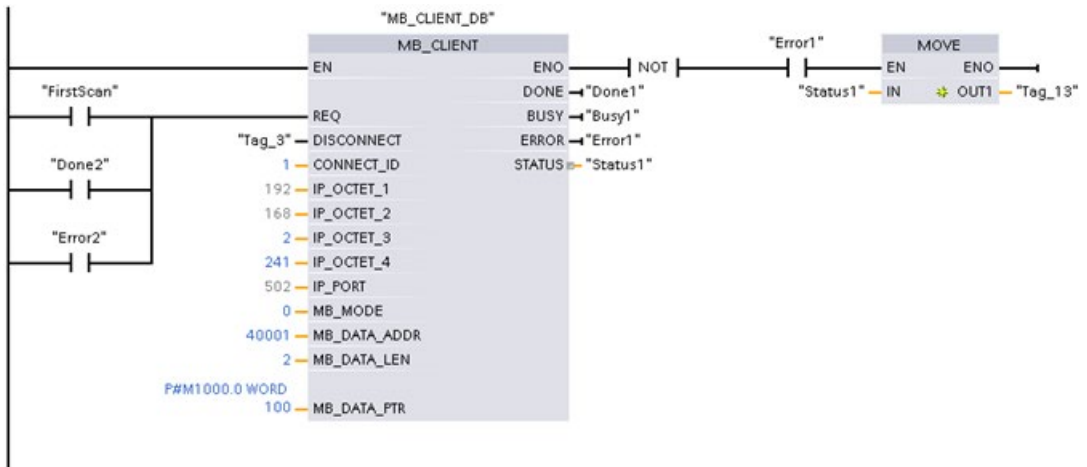 "MB_CLIENT_DB"
MB_CLIENT
"Error1"
MOVE
EN ENO NOT EN ENO
"FirstScan" DONE "Done1" "Status1" IN OUT1 "Tag_13"
REQ BUSY "Busy1"
"Tag_3" DISCONNECT ERROR "Error1"
"Done2" 1 CONNECT_ID STATUS "Status1"
192 IP_OCTET_1
168 IP_OCTET_2
"Error2" 2 IP_OCTET_3
241 IP_OCTET_4
502 IP_PORT
0 MB_MODE
40001 MB_DATA_ADDR
2 MB_DATA_LEN
P#M1000.0 WORD
100 MB_DATA_PTR